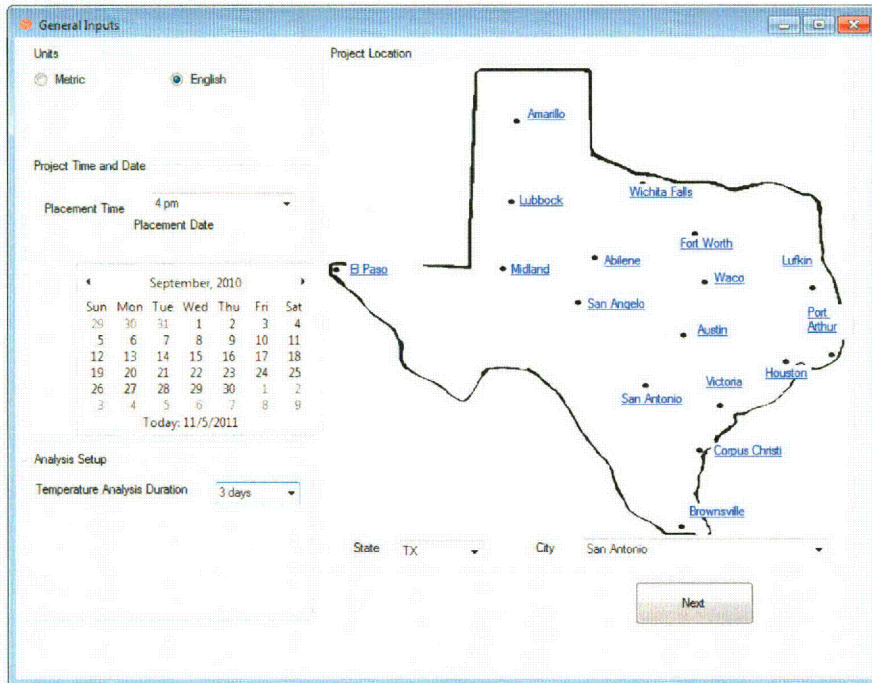 General Inputs
Units
Metric
English
Project Time and Date
Placement Time
4 pm
Placement Date
September, 2010
Sun Mon Tue Wed Thu Fri Sat
29 30 31 1 2 3 4
5 6 7 8 9 10 11
12 13 14 15 16 17 18
19 20 21 22 23 24 25
26 27 28 29 30 1 2
3 4 5 6 7 8 9
Today: 11/5/2011
Analysis Setup
Temperature Analysis Duration
3 days
Project Location
Amarillo
Wichita Falls
Lubbock
Fort Worth
El Paso
Midland
Abilene
Lufkin
Waco
San Angelo
Port
Arthur
Austin
Houston
Victoria
San Antonio
Corpus Christi
Brownsville
State
TX
City
San Antonio
Next